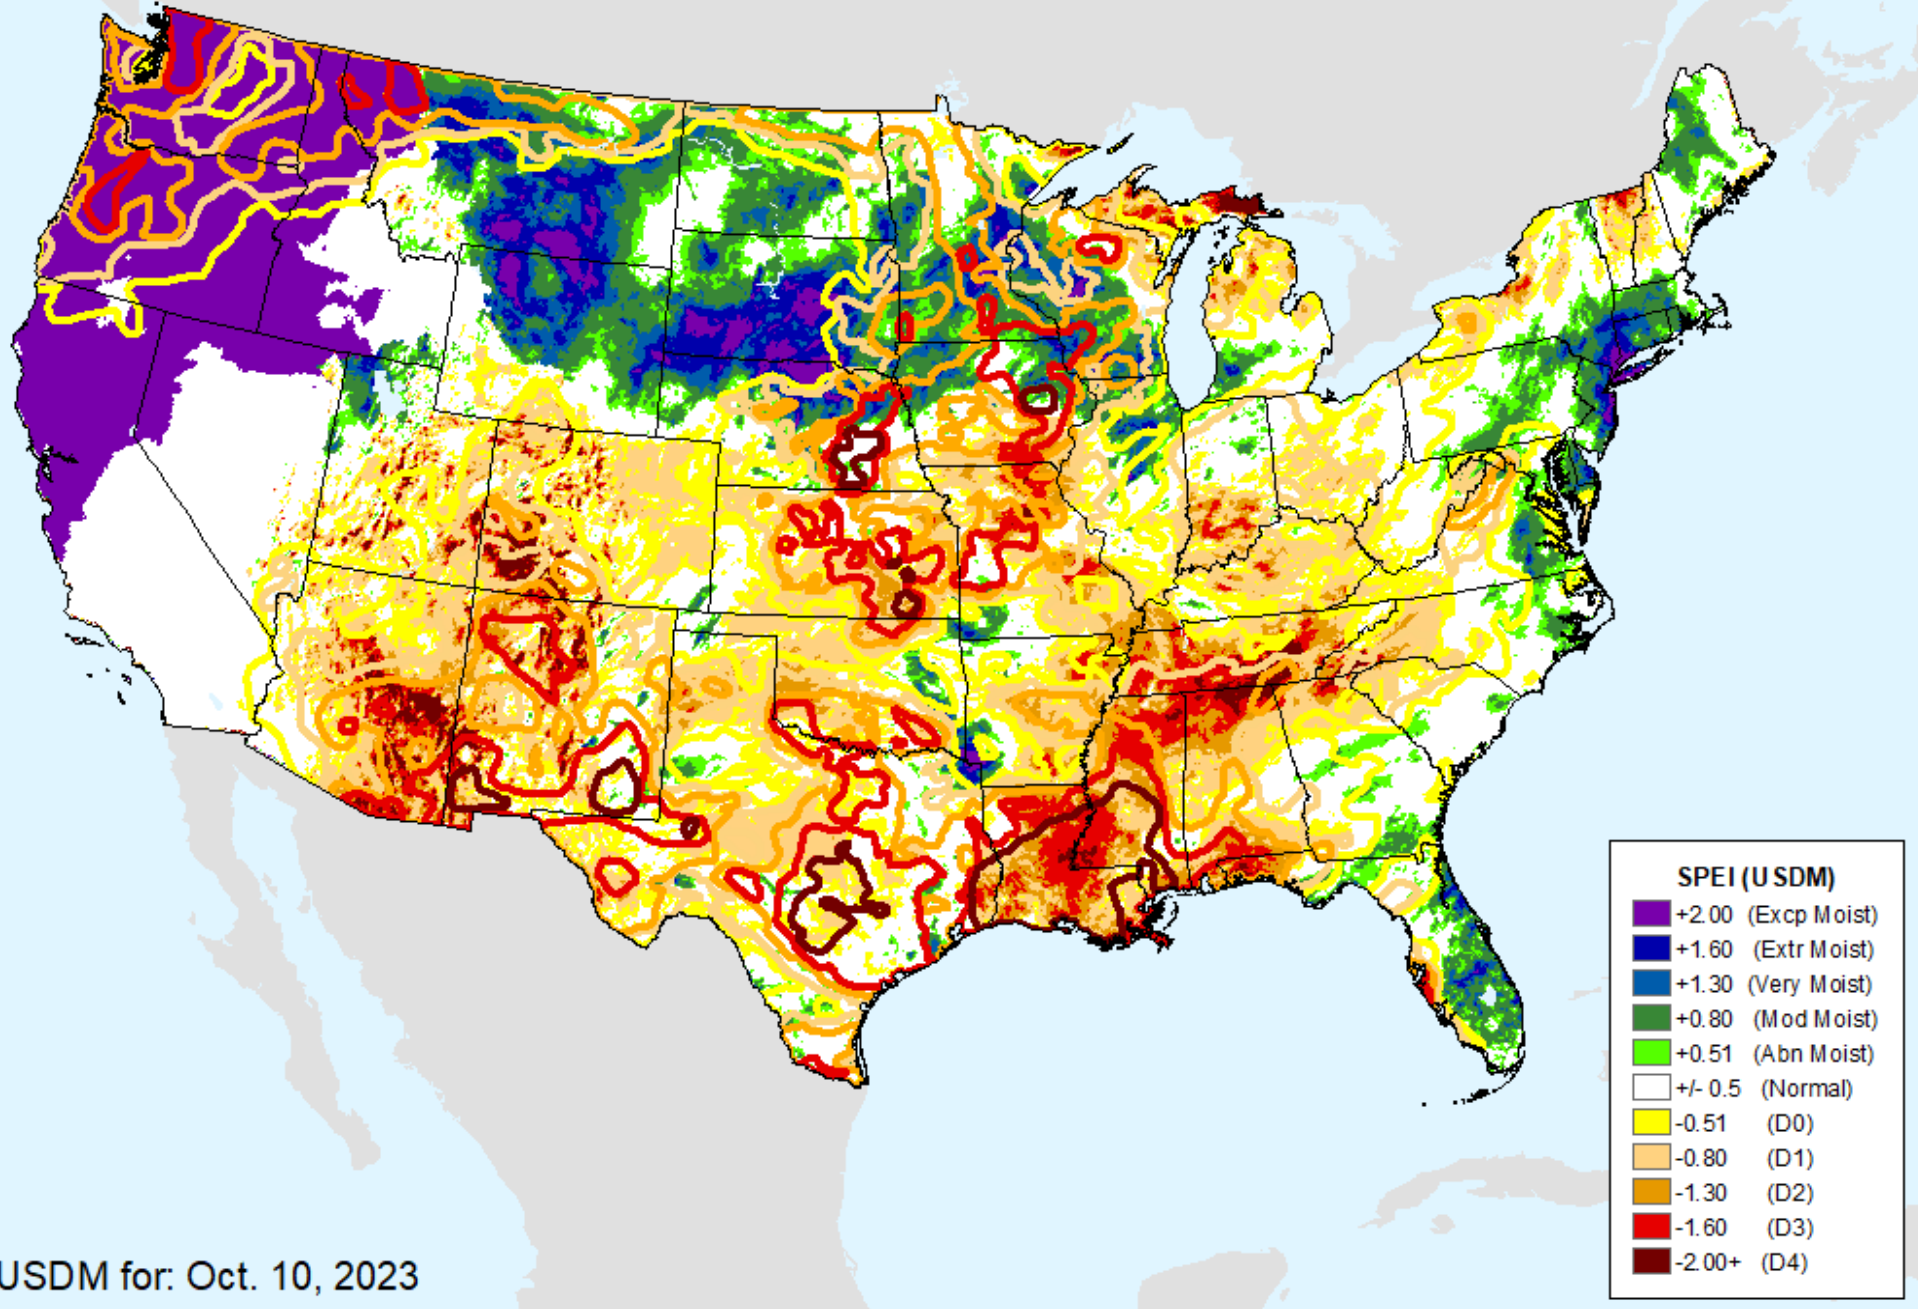 SPEI (USDM)
+2.00 (Excp Moist)
+1.60 (Extr Moist)
+1.30 (Very Moist)
+0.80 (Mod Moist)
+0.51 (Abn Moist)
+/- 0.5 (Normal)
-0.51 (D0)
-0.80 (D1)
-1.30 (D2)
-1.60 (D3)
-2.00+ (D4)
USDM for: Oct. 10, 2023